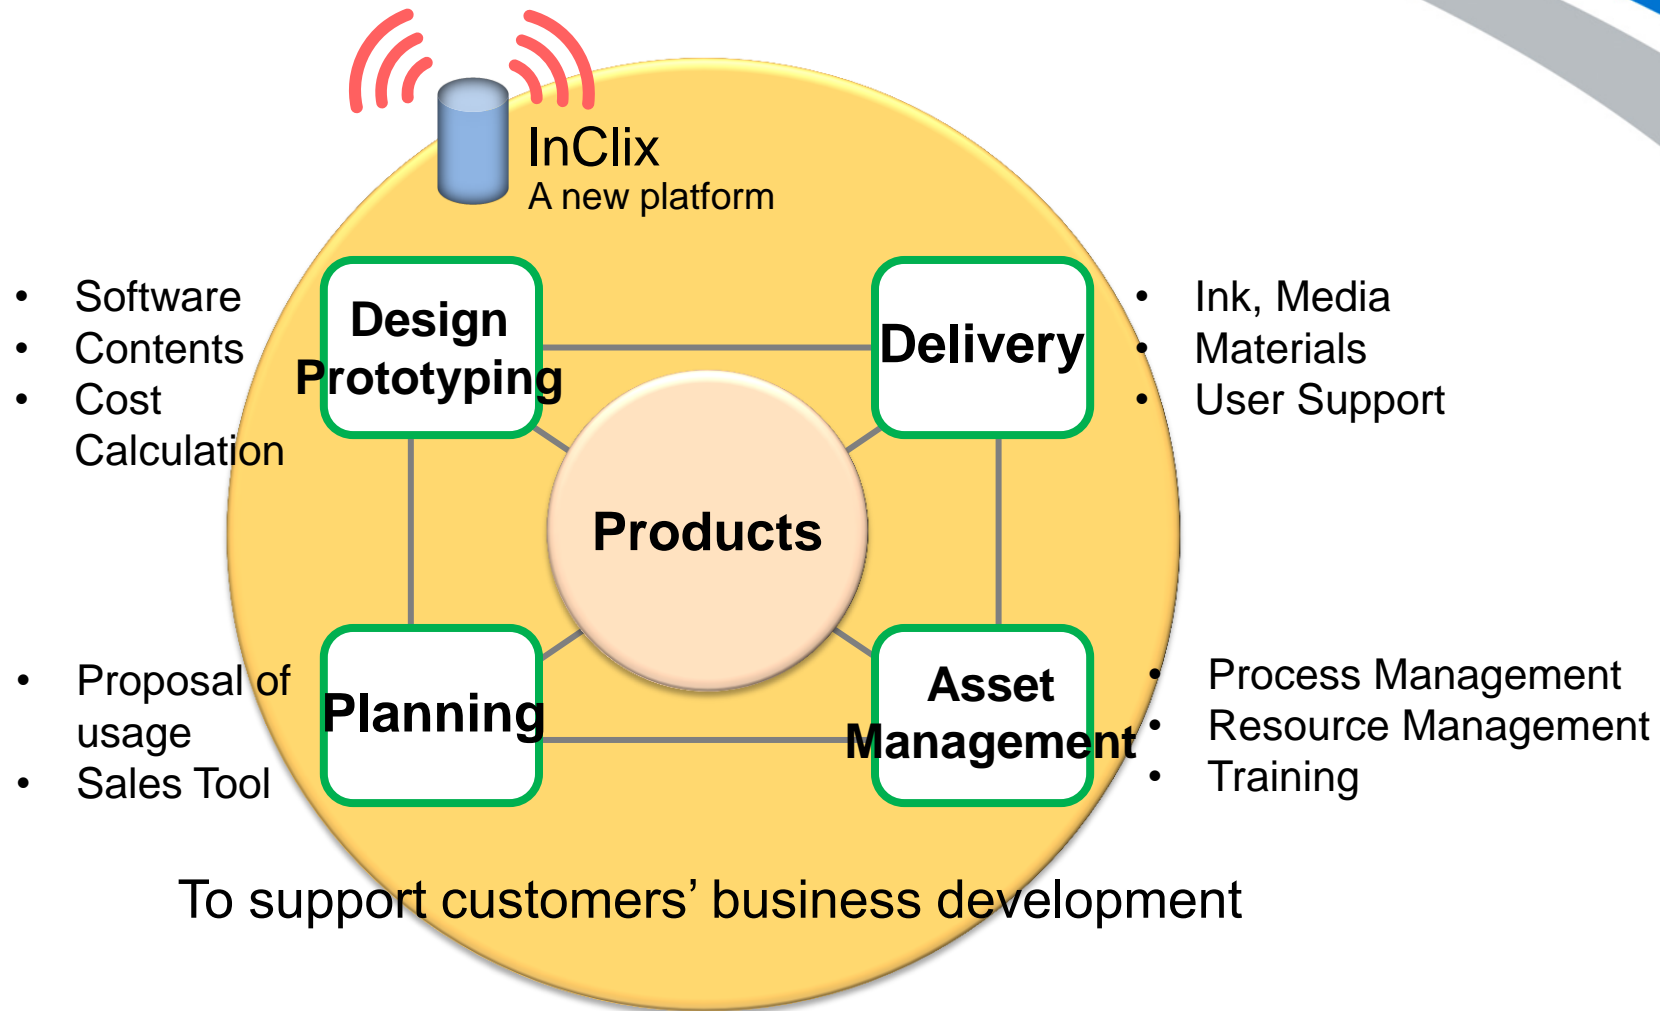 InClix
A new platform
• Software
• Contents
• Cost
Calculation
Design
Prototyping
Delivery
• Ink, Media
• Materials
• User Support
Products
• Proposal of
usage
• Sales Tool
Planning
Asset
Management
• Process Management
• Resource Management
• Training
To support customers’ business development